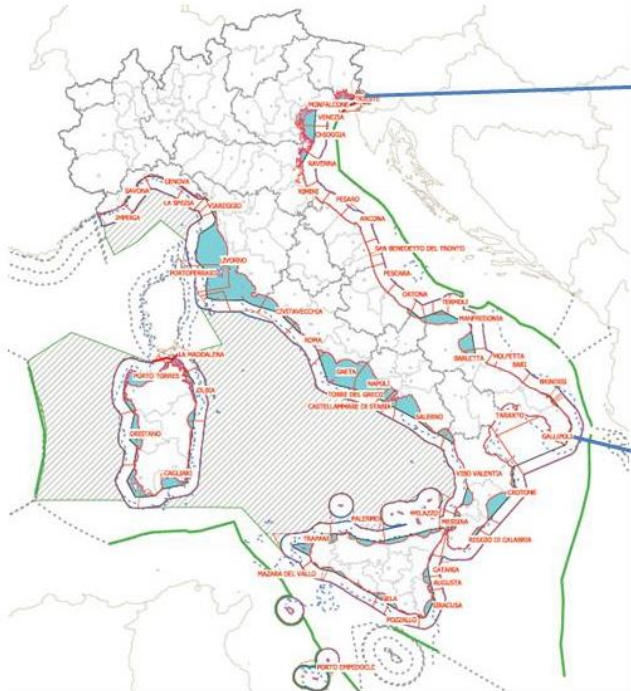 TRIESTE
MONFALCONE
VENEZIA
CHIOGGIA
RAVENNA
RIMINI
PESARO
ANCONA
SAN BENEDETTO DEL TRONTO
PESCARA
ORTONA
TERMOLI
MANFREDONIA
BARLETTA
MOLFETTA
BARI
BRINDISI
TARANTO
GALLIPOLI
GENOVA
SAVONA
LA SPEZIA
IMPERIA
VIAREGGIO
LIVORNO
PORTOFERRAIO
CIVITAVECCHIA
ROMA
GAETA
NAPOLI
TORRE DEL GRECO
CASTELLAMMARE DI STABIA
SALERNO
LA MADDALENA
PORTO TORRES
OLBIA
ORISTANO
CAGLIARI
VIBO VALENTIA
CROTONE
REGGIO DI CALABRIA
MILAZZO
MESSINA
PALERMO
TRAPANI
MAZARA DEL VALLO
CATANIA
AUGUSTA
SIRACUSA
GELA
POZZALLO
PORTO EMPEDOCLE